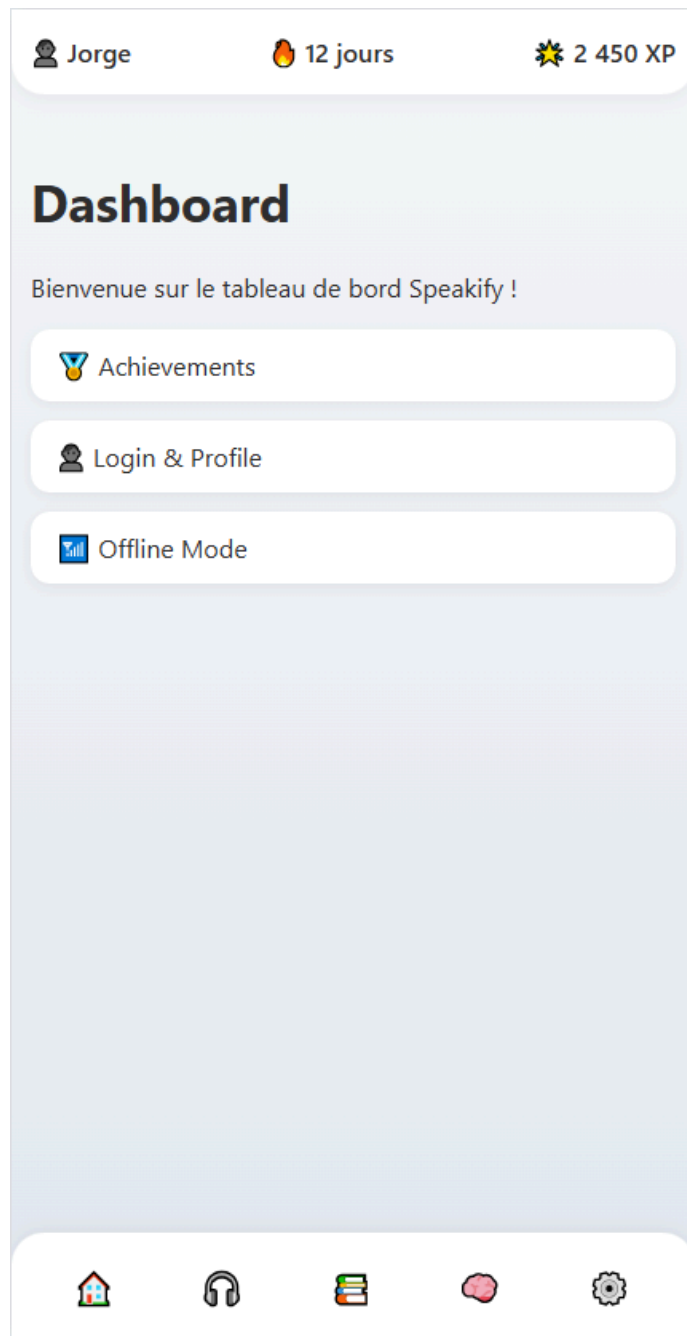 Jorge
12 jours
2 450 XP
Dashboard
Bienvenue sur le tableau de bord Speakify !
Achievements
Login & Profile
Offline Mode